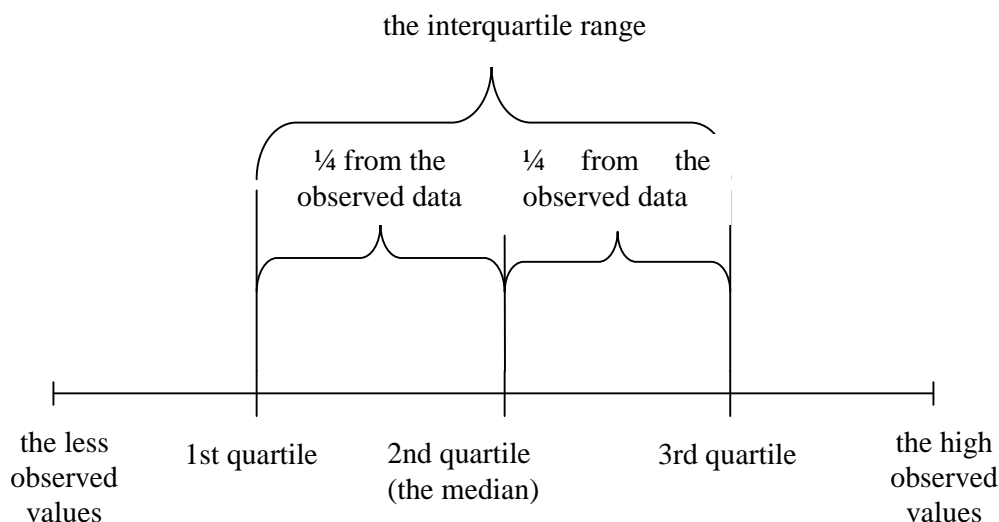 the interquartile range
¼ from the
observed data
¼ from the
observed data
the less
observed
values
1st quartile
2nd quartile
(the median)
3rd quartile
the high
observed
values